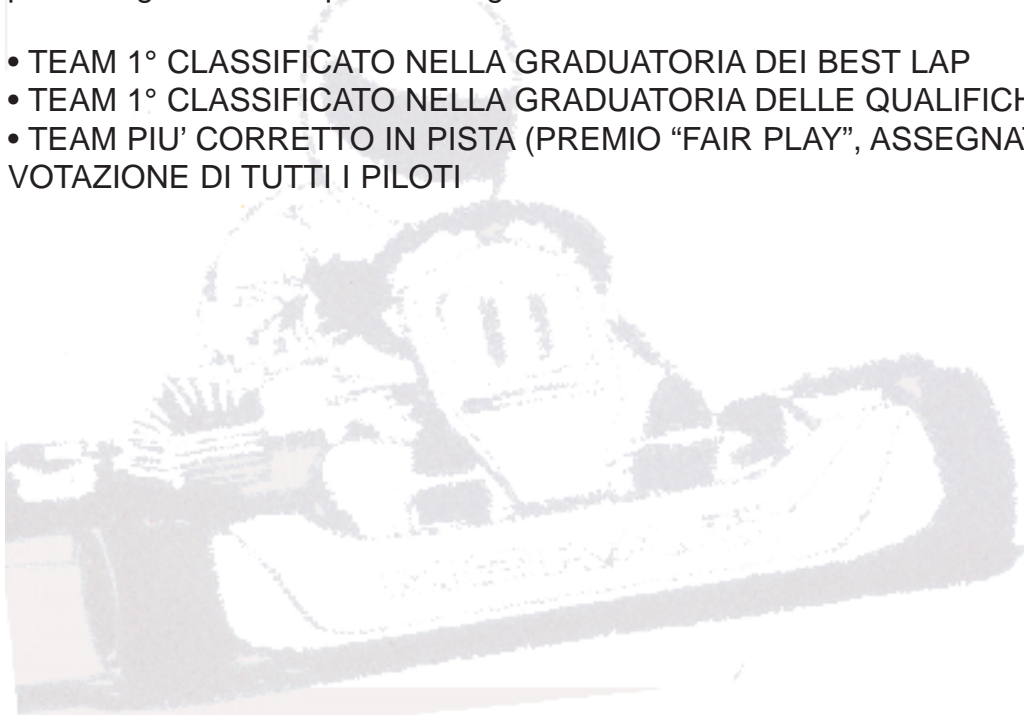 • TEAM 1° CLASSIFICATO NELLA GRADUATORIA DEI BEST LAP
• TEAM 1° CLASSIFICATO NELLA GRADUATORIA DELLE
• TEAM PIU’ CORRETTO IN PISTA (PREMIO “FAIR PLAY”,
VOTAZIONE DI TUTTI I PILOTI